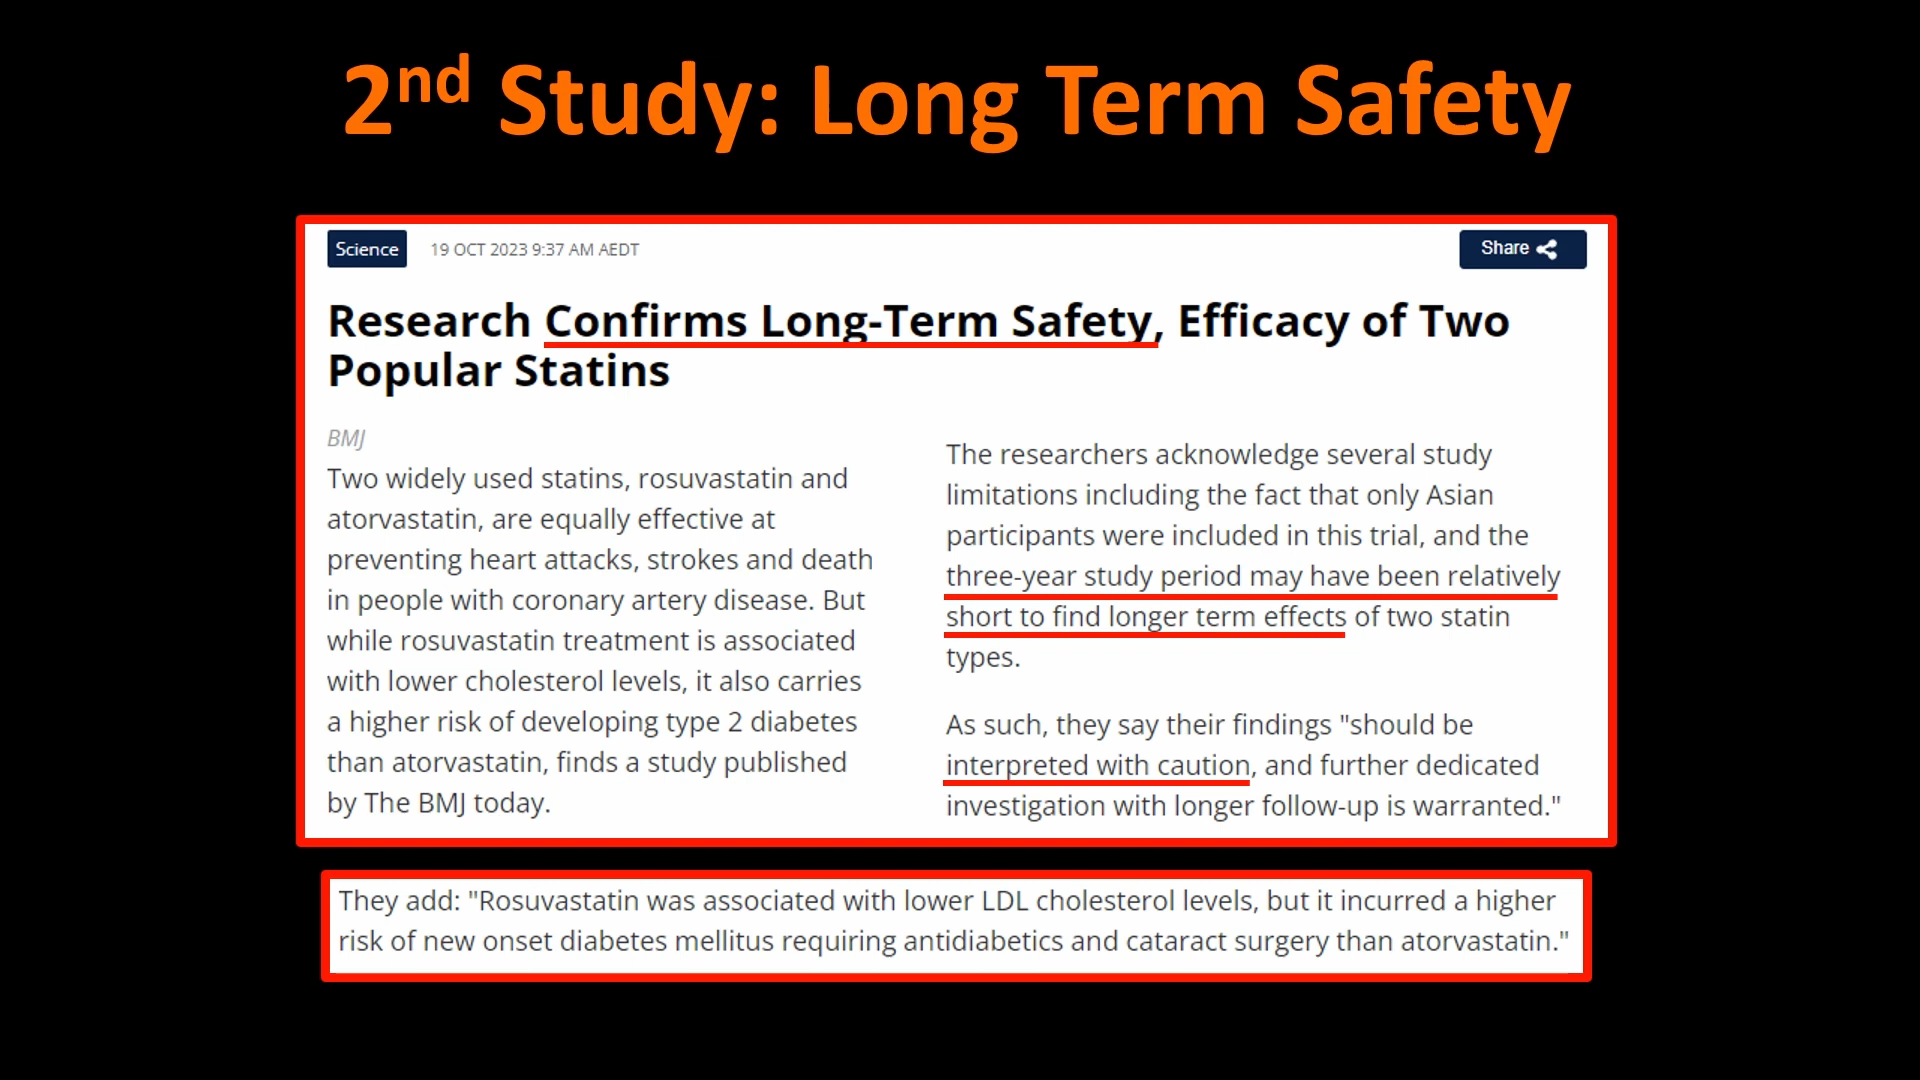 2nd Study: Long Term Safety
Science 19 OCT 2023 9:37 AM AEDT Share
Research Confirms Long-Term Safety, Efficacy of Two
Popular Statins
BMJ
Two widely used statins, rosuvastatin and
atorvastatin, are equally effective at
preventing heart attacks, strokes and death
in people with coronary artery disease. But
while rosuvastatin treatment is associated
with lower cholesterol levels, it also carries
a higher risk of developing type 2 diabetes
than atorvastatin, finds a study published
by The BMJ today.
The researchers acknowledge several study
limitations including the fact that only Asian
participants were included in this trial, and the
three-year study period may have been relatively
short to find longer term effects of two statin
types.
As such, they say their findings "should be
interpreted with caution, and further dedicated
investigation with longer follow-up is warranted."
They add: "Rosuvastatin was associated with lower LDL cholesterol levels, but it incurred a higher
risk of new onset diabetes mellitus requiring antidiabetics and cataract surgery than atorvastatin."